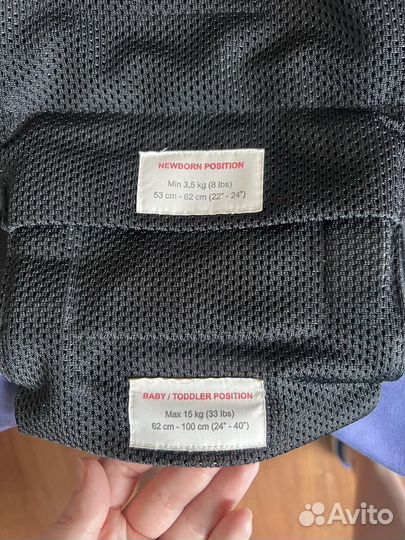 NEWBORN POSITION
Min 3,5 kg (8 lbs)
53 cm - 62 cm (22" - 24")
BABY / TODDLER POSITION
Max 15 kg (33 lbs)
62 cm - 100 cm (24" - 40")
Avito